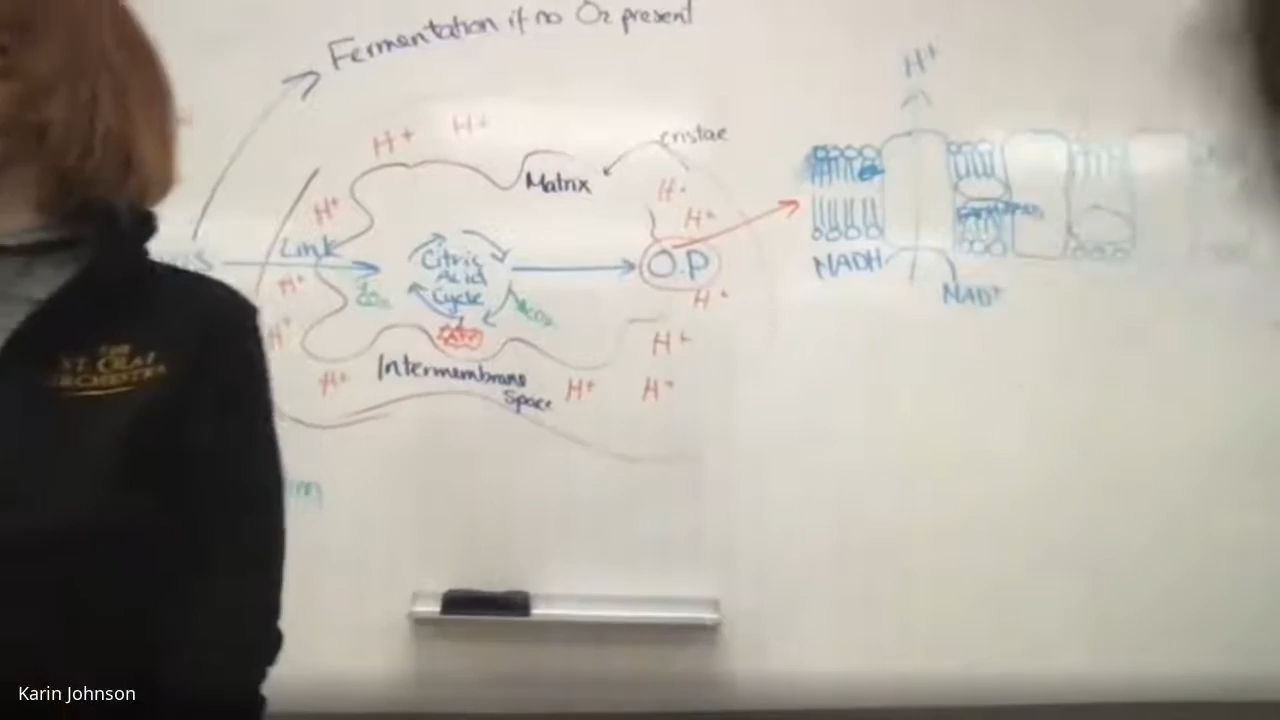 Fermentation if no O2 present
H+
H+
H+
cristae
Matrix
H+
H+
H+
Link
Citric
Acid
Cycle
O.P
NADH
NAD+
H+
H+
H+
H+
Intermembrane
Space
H+
H+
H+
THE
ST. OLAF
ORCHESTRA
Karin Johnson